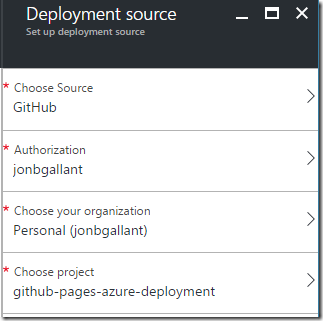 Deployment source
Set up deployment source
* Choose Source
GitHub
* Authorization
jonbgallant
* Choose your organization
Personal (jonbgallant)
* Choose project
github-pages-azure-deployment